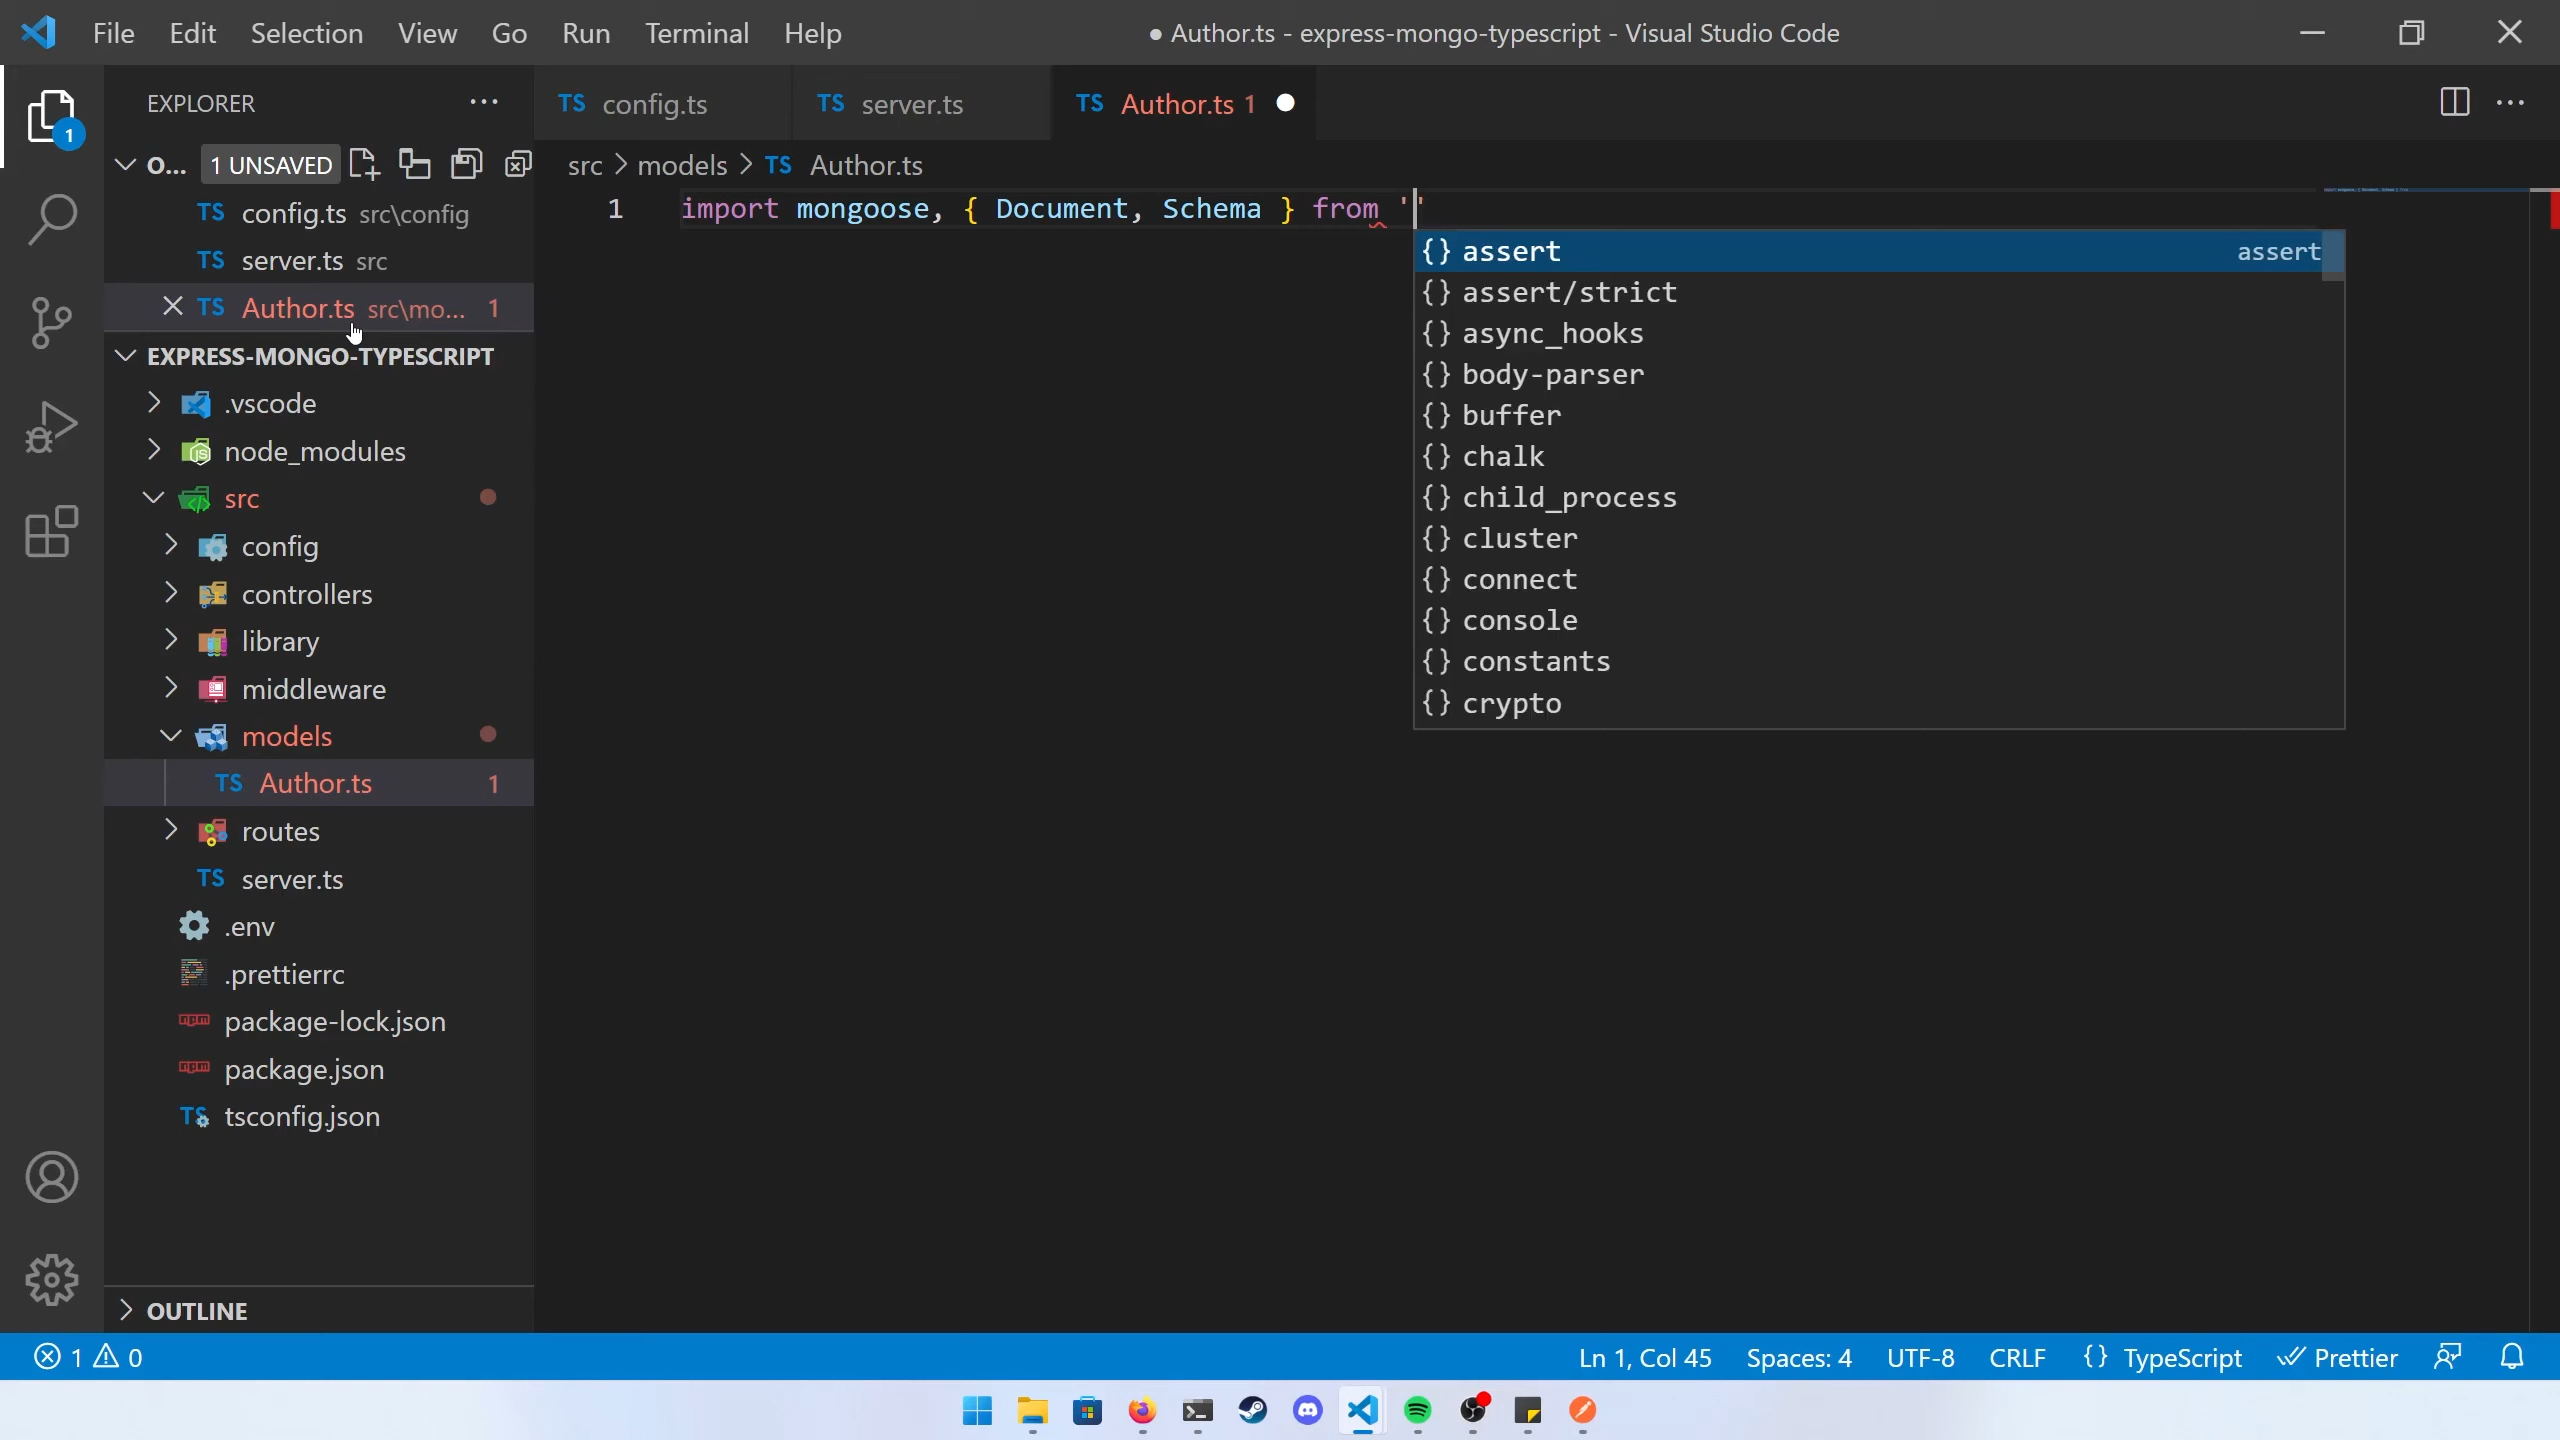 File Edit Selection View Go Run Terminal Help
● Author.ts - express-mongo-typescript - Visual Studio Code
EXPLORER
TS config.ts
TS server.ts
TS Author.ts 1
1
O... 1 UNSAVED
TS config.ts src\config
TS server.ts src
TS Author.ts src\mo... 1
EXPRESS-MONGO-TYPESCRIPT
.vscode
node_modules
src
config
controllers
library
middleware
models
TS Author.ts 1
routes
TS server.ts
.env
.prettierrc
package-lock.json
package.json
TS tsconfig.json
OUTLINE
src > models > TS Author.ts
1 import mongoose, { Document, Schema } from ''
{} assert assert
{} assert/strict
{} async_hooks
{} body-parser
{} buffer
{} chalk
{} child_process
{} cluster
{} connect
{} console
{} constants
{} crypto
1 0
Ln 1, Col 45 Spaces: 4 UTF-8 CRLF {} TypeScript Prettier